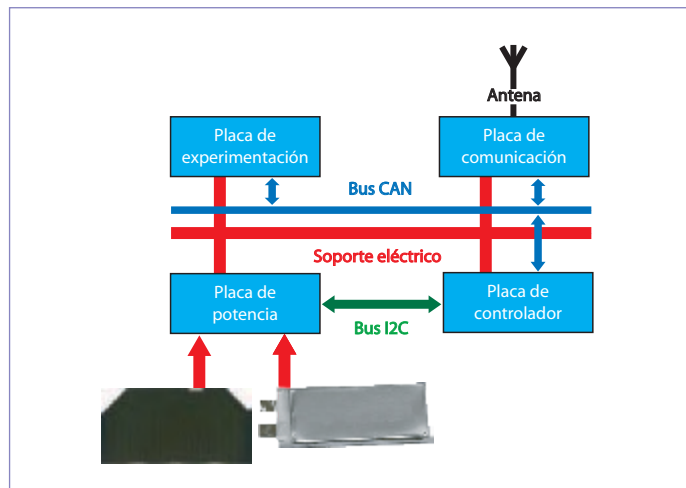 Antena
Placa de
experimentación
Placa de
comunicación
Bus CAN
Soporte eléctrico
Placa de
potencia
Placa de
controlador
Bus I2C